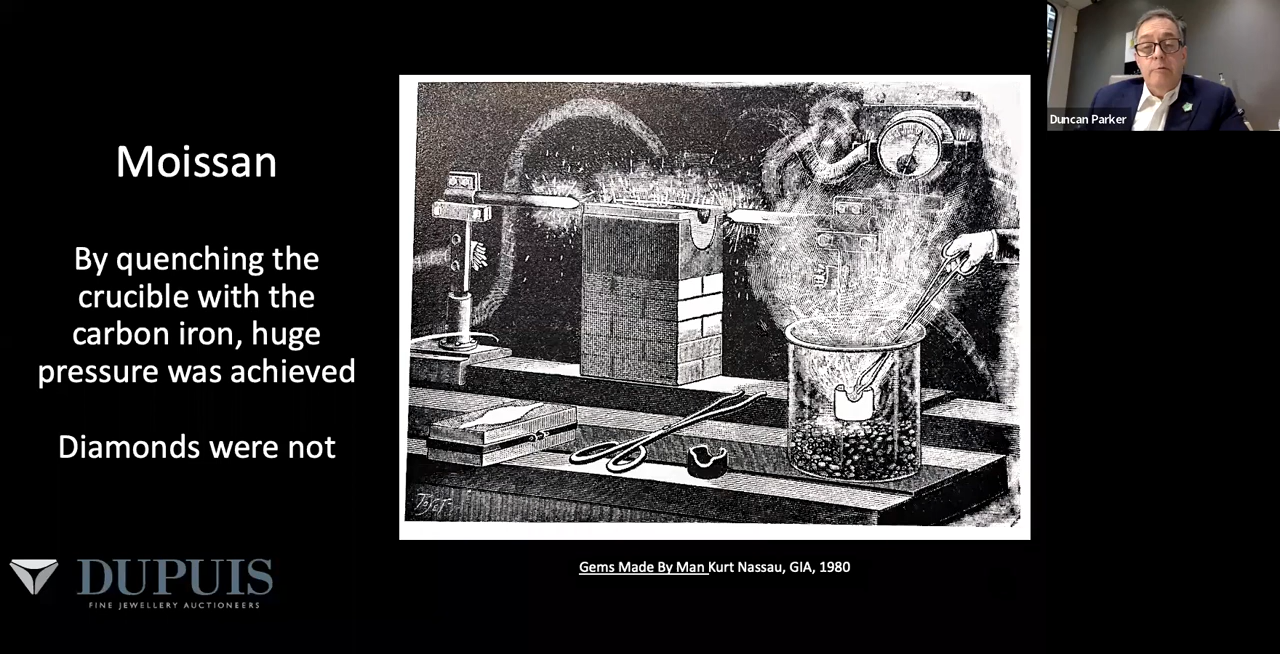 Duncan Parker
Moissan
By quenching the
crucible with the
carbon iron, huge
pressure was achieved
Diamonds were not
Gems Made By Man Kurt Nassau, GIA, 1980
DUPUIS
FINE JEWELLERY AUCTIONEERS